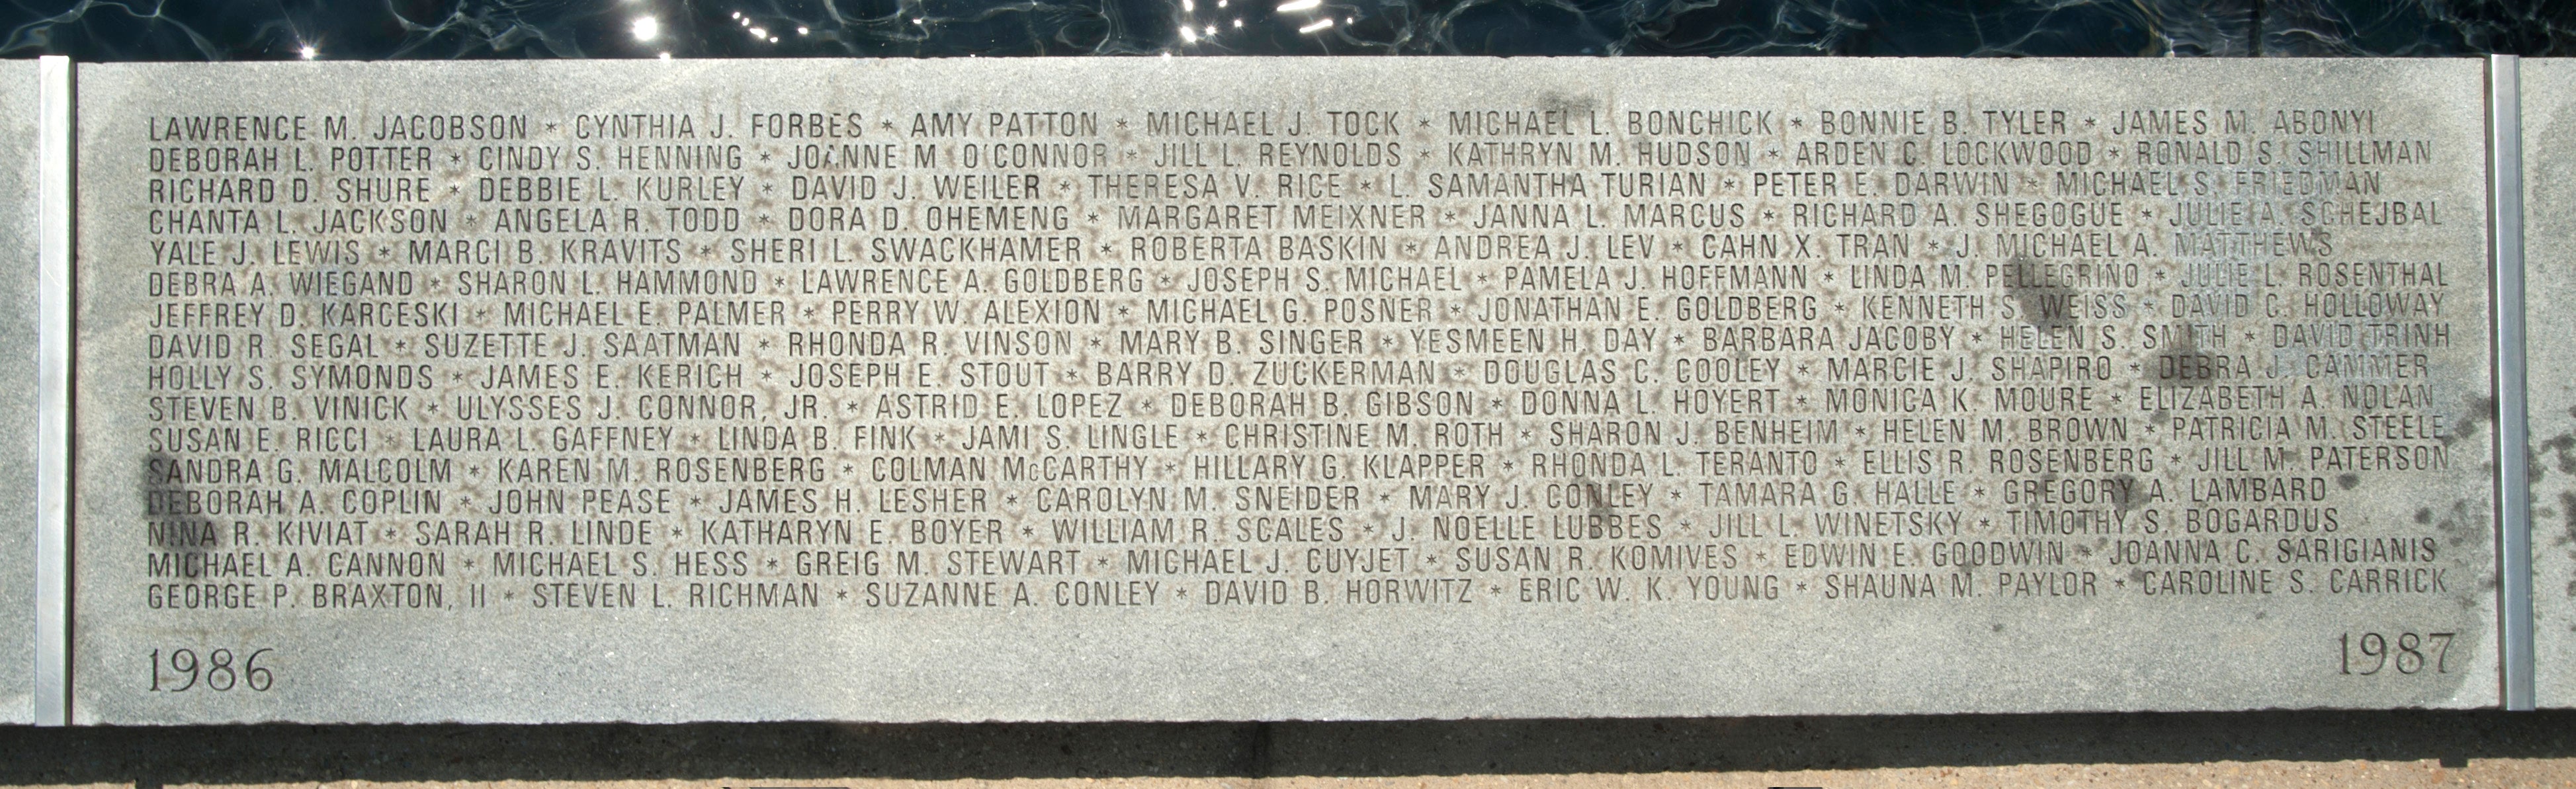 LAWRENCE M. JACOBSON * CYNTHIA J. FORBES * AMY PATTON * MICHAEL J. TOCK * MICHAEL L. BONCHICK * BONNIE B. TYLER * JAMES M. ABONYI
DEBORAH L. POTTER * CINDY S. HENNING * JOANNE M. O'CONNOR * JILL L. REYNOLDS * KATHRYN M. HUDSON * ARDEN C. LOCKWOOD * RONALD S. SHILLMAN
RICHARD D. SHURE * DEBBIE L. KURLEY * DAVID J. WEILER * THERESA V. RICE * L. SAMANTHA TURIAN * PETER E. DARWIN * MICHAEL S. FRIEDMAN
CHANTA L. JACKSON * ANGELA R. TODD * DORA D. OHEMENG * MARGARET MEIXNER * JANNA L. MARCUS * RICHARD A. SHEGOGUE * JULIE A. SCHEJBAL
YALE J. LEWIS * MARCI B. KRAVITS * SHERI L. SWACKHAMER * ROBERTA BASKIN * ANDREA J. LEV * CAHN X. TRAN * J. MICHAEL A. MATTHEWS
DEBRA A. WIEGAND * SHARON L. HAMMOND * LAWRENCE A. GOLDBERG * JOSEPH S. MICHAEL * PAMELA J. HOFFMANN * LINDA M. PELLEGRINO * JULIE L. ROSENTHAL
JEFFREY D. KARCESKI * MICHAEL E. PALMER * PERRY W. ALEXION * MICHAEL G. POSNER * JONATHAN E. GOLDBERG * KENNETH S. WEISS * DAVID C. HOLLOWAY
DAVID R. SEGAL * SUZETTE J. SAATMAN * RHONDA R. VINSON * MARY B. SINGER * YESMEEN H. DAY * BARBARA JACOBY * HELEN S. SMITH * DAVID TRINH
HOLLY S. SYMONDS * JAMES E. KERICH * JOSEPH E. STOUT * BARRY D. ZUCKERMAN * DOUGLAS C. COOLEY * MARCIE J. SHAPIRO * DEBRA J. CAMMER
STEVEN B. VINICK * ULYSSES J. CONNOR, JR. * ASTRID E. LOPEZ * DEBORAH B. GIBSON * DONNA L. HOYERT * MONICA K. MOURE * ELIZABETH A. NOLAN
SUSAN E. RICCI * LAURA L. GAFFNEY * LINDA B. FINK * JAMI S. LINGLE * CHRISTINE M. ROTH * SHARON J. BENHEIM * HELEN M. BROWN * PATRICIA M. STEELE
SANDRA G. MALCOLM * KAREN M. ROSENBERG * COLMAN McCARTHY * HILLARY G. KLAPPER * RHONDA L. TERANTO * ELLIS R. ROSENBERG * JILL M. PATERSON
DEBORAH A. COPLIN * JOHN PEASE * JAMES H. LESHER * CAROLYN M. SNEIDER * MARY J. CONLEY * TAMARA G. HALLE * GREGORY A. LAMBARD
NINA R. KIVIAT * SARAH R. LINDE * KATHARYN E. BOYER * WILLIAM R. SCALES * J. NOELLE LUBBES * JILL L. WINETSKY * TIMOTHY S. BOGARDUS
MICHAEL A. CANNON * MICHAEL S. HESS * GREIG M. STEWART * MICHAEL J. CUYJET * SUSAN R. KOMIVES * EDWIN E. GOODWIN * JOANNA C. SARIGIANIS
GEORGE P. BRAXTON, II * STEVEN L. RICHMAN * SUZANNE A. CONLEY * DAVID B. HORWITZ * ERIC W. K. YOUNG * SHAUNA M. PAYLOR * CAROLINE S. CARRICK
1986 1987